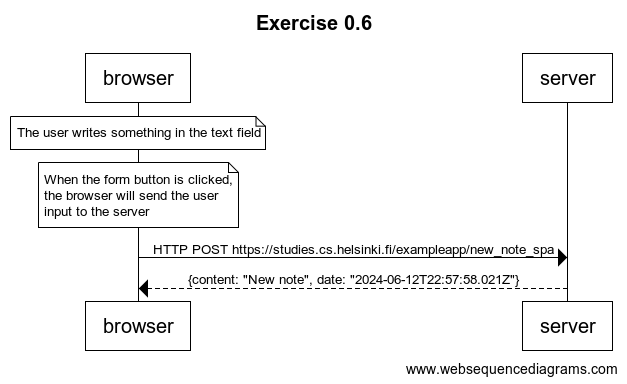 Exercise 0.6
browser
server
The user writes something in the text field
When the form button is clicked,
the browser will send the user
input to the server
HTTP POST https://studies.cs.helsinki.fi/exampleapp/new_note_spa
{content: "New note", date: "2024-06-12T22:57:58.021Z"}
browser
server
www.websequencediagrams.com